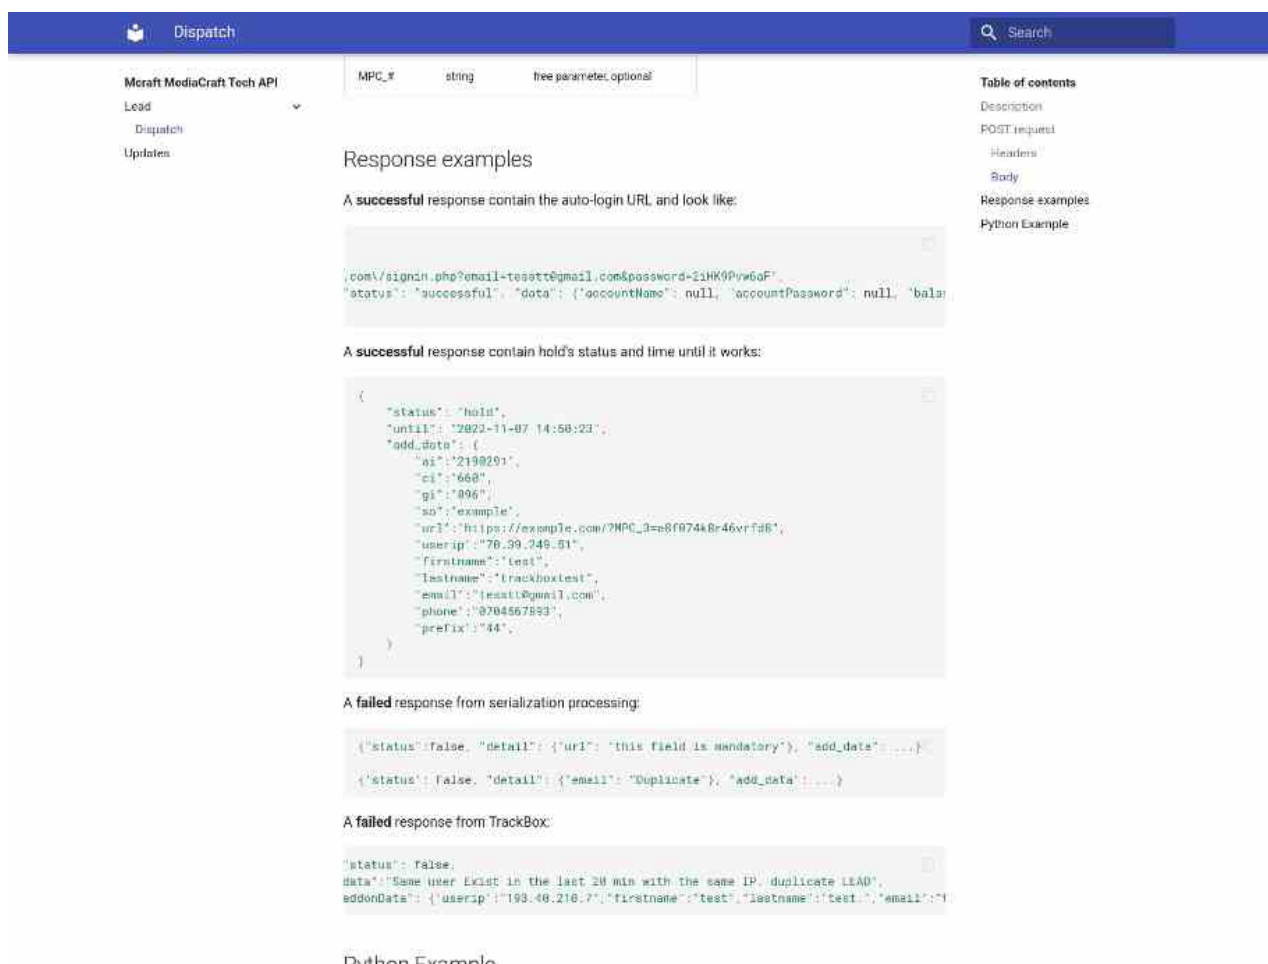 Dispatch
Search
Mcraft MediaCraft Tech API
Lead
Dispatch
Updates
MPC_# string free parameter, optional
Table of contents
Description
POST request
Headers
Body
Response examples
Python Example
Response examples
A successful response contain the auto-login URL and look like:
.com\/signin.php?email=tesstt@gmail.com&password=2iHK9Pvw6aF",
"status": "successful", "data": {"accountName": null, "accountPassword": null, "bala
A successful response contain hold's status and time until it works:
{
"status": "hold",
"until": "2022-11-07 14:50:23",
"add_data": {
"ai":"2190291",
"ci":"660",
"gi":"896",
"so":"example",
"url":"https://example.com/?MPC_3=e8f074k8r46vrfd8",
"userip":"70.39.249.51",
"firstname":"test",
"lastname":"trackboxtest",
"email":"tesstt@gmail.com",
"phone":"0704567893",
"prefix":"44",
}
}
A failed response from serialization processing:
{"status":false, "detail": {"url": "this field is mandatory"}, "add_data": ...}
{"status": False, "detail": {"email": "Duplicate"}, "add_data": ...}
A failed response from TrackBox:
"status": false,
data":"Same user Exist in the last 20 min with the same IP. duplicate LEAD",
addonData": {"userip":"193.40.210.7","firstname":"test","lastname":"test ","email":"t
Python Example